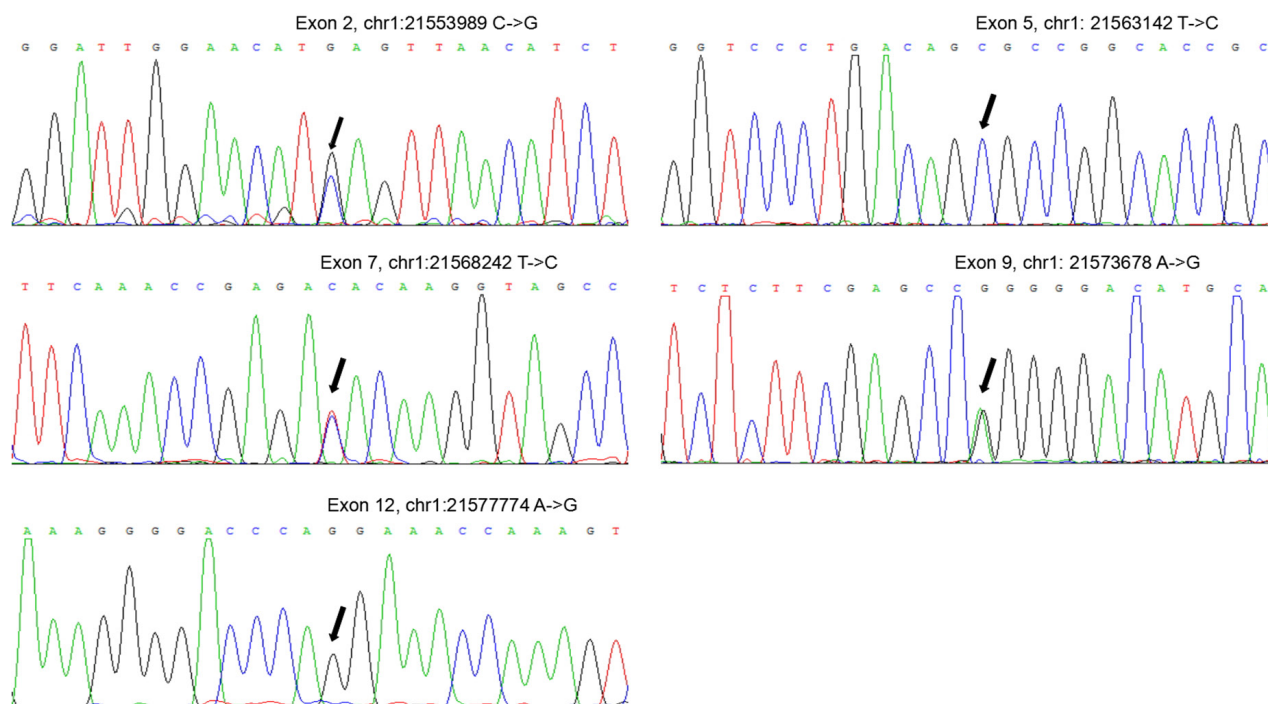 Exon 2, chr1:21553989 C->G
G G A T T G G A A C A T G A G T T A A C A T C T
Exon 5, chr1: 21563142 T->C
G G T C C C T G A C A G C G C C G G C A C C G C
Exon 7, chr1:21568242 T->C
T T C A A A C C G A G A C A C A A G G T A G C C
Exon 9, chr1: 21573678 A->G
T C T C T T C G A G C C G G G G G A C A T G C A
Exon 12, chr1:21577774 A->G
A A A G G G G A C C C A G G A A A C C A A A G T